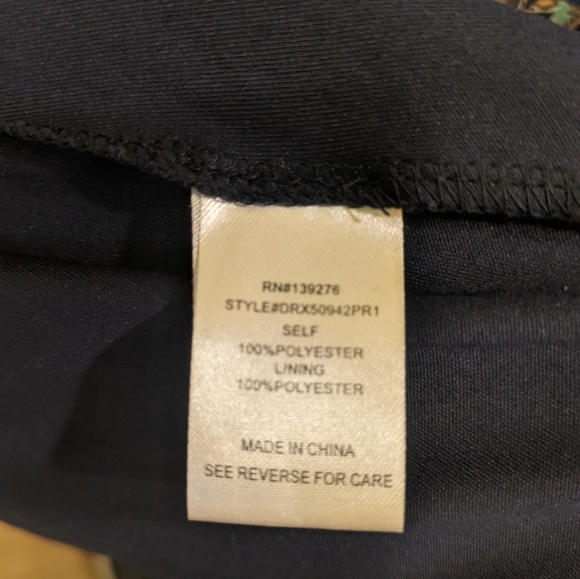 RN#139276
STYLE#DRX50942PR1
SELF
100%POLYESTER
LINING
100%POLYESTER
MADE IN CHINA
SEE REVERSE FOR CARE